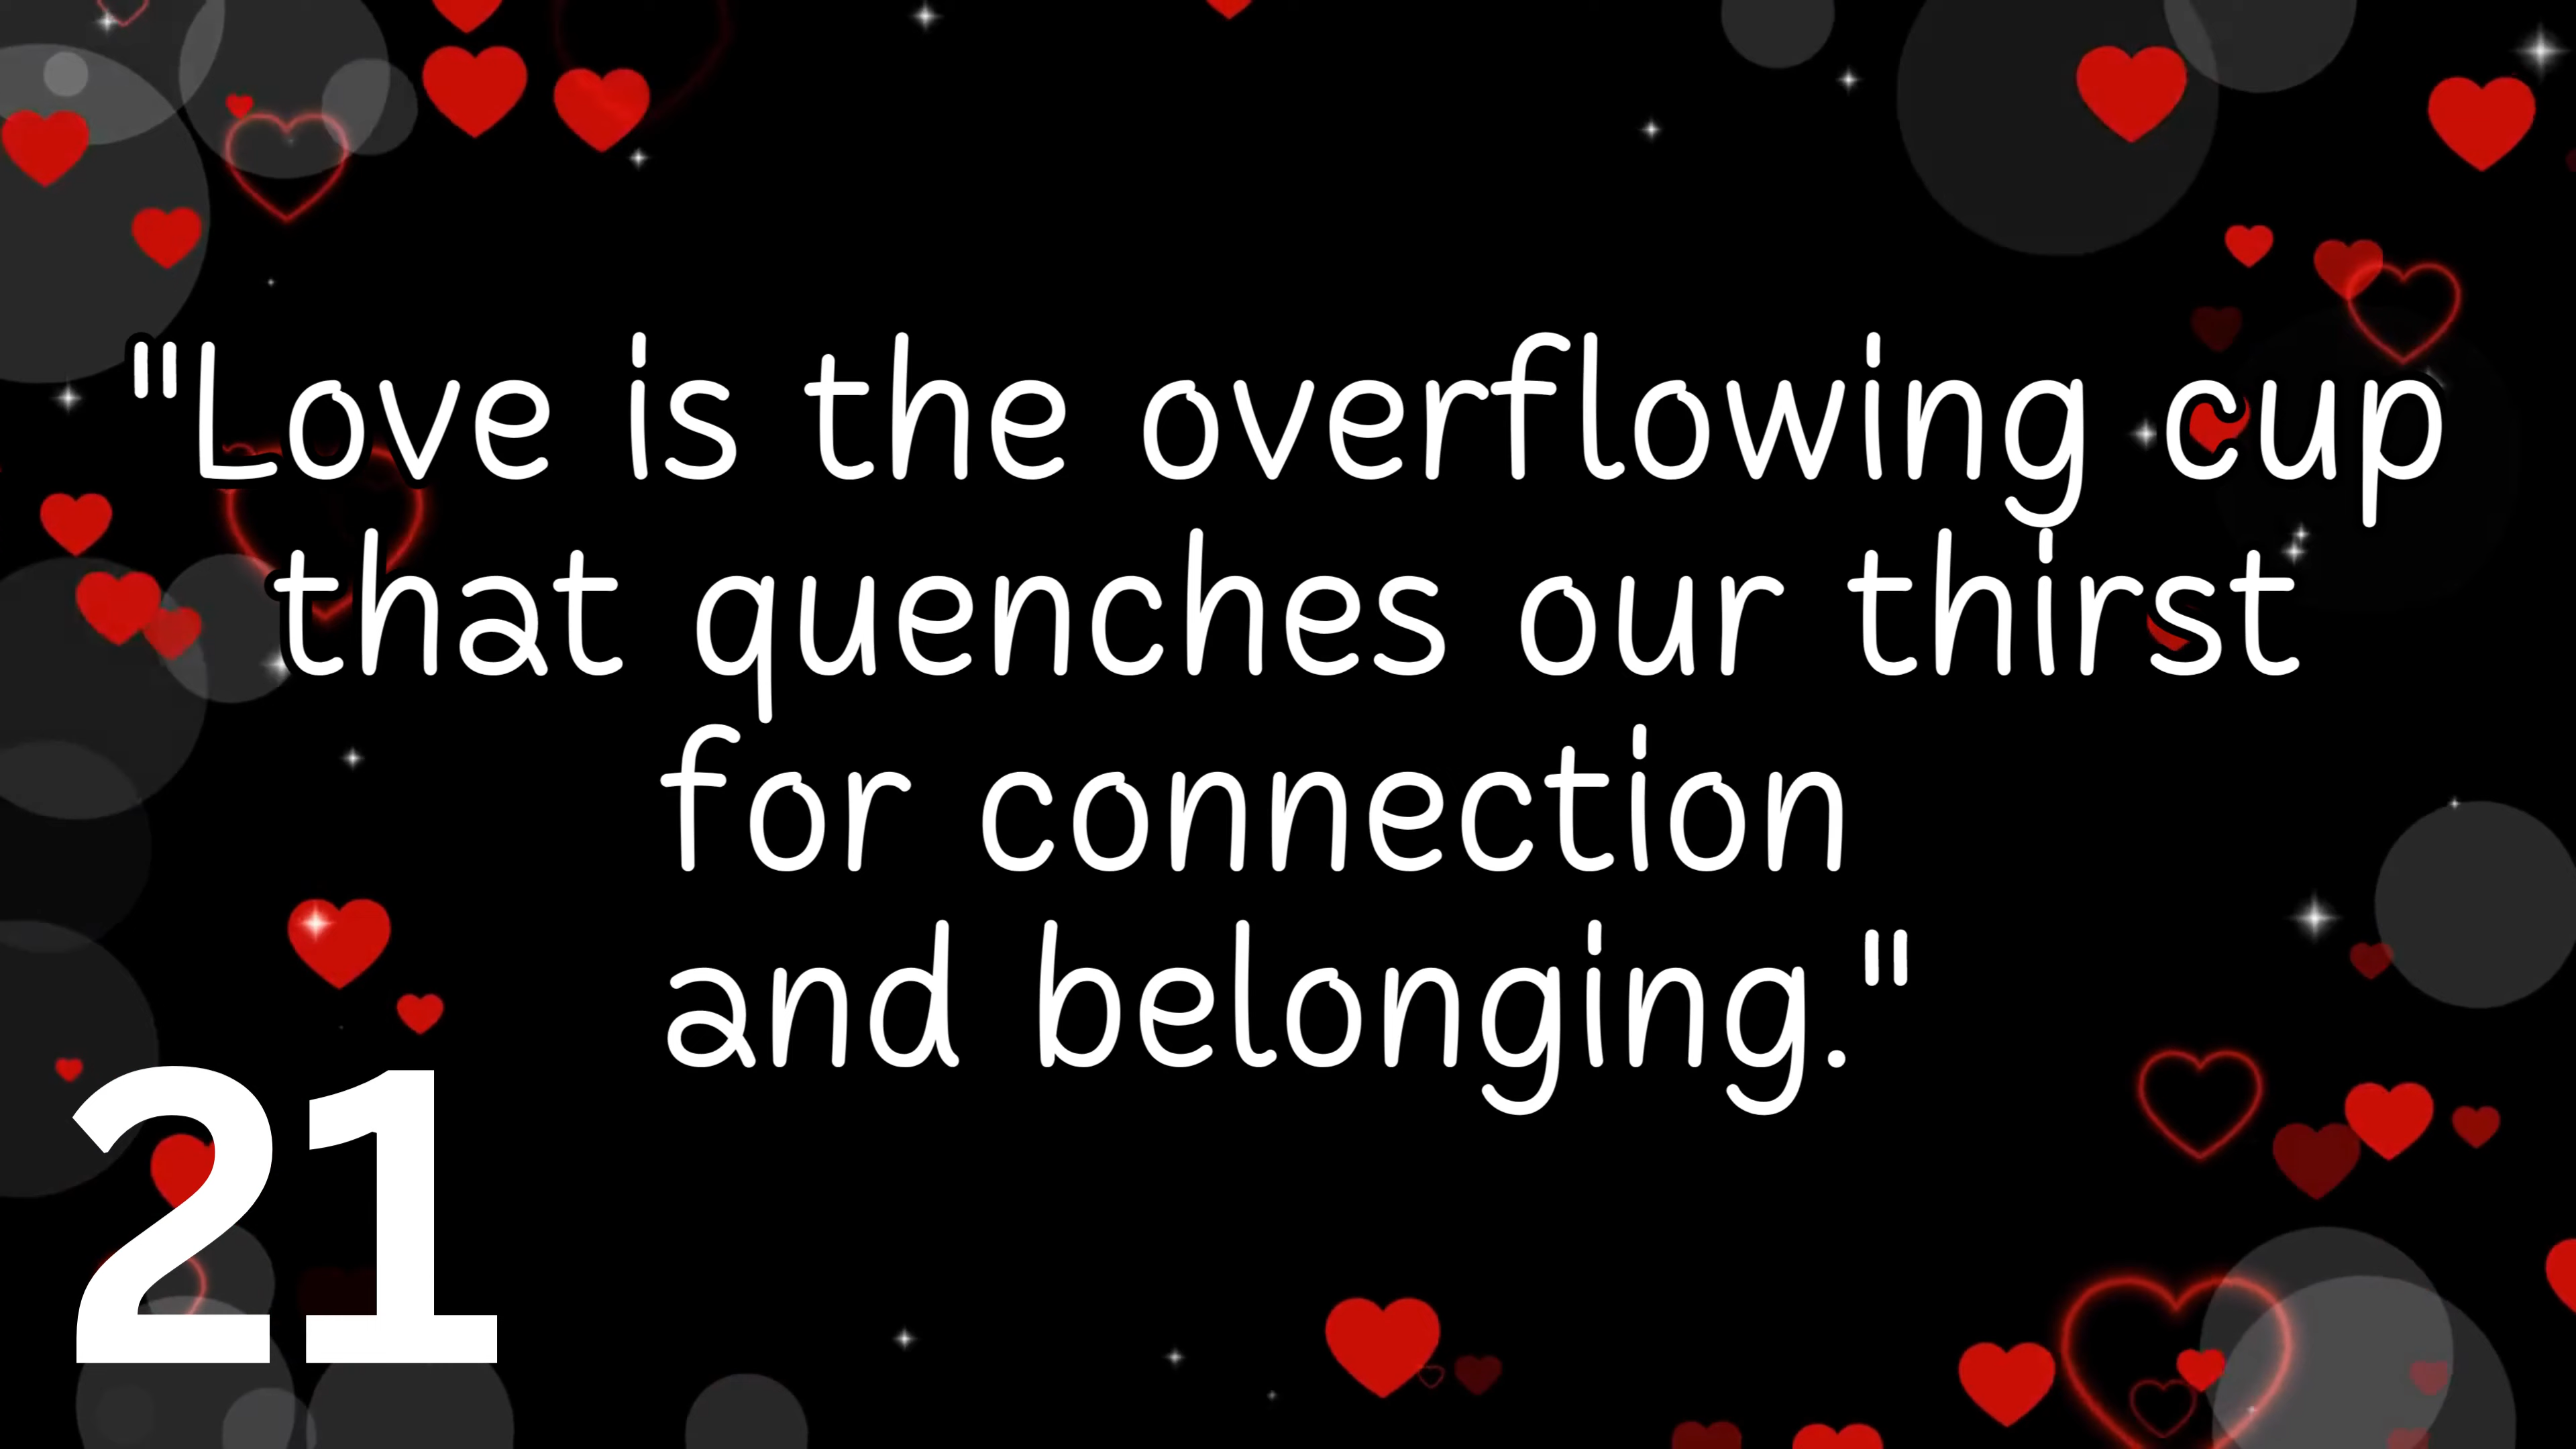 "Love is the overflowing cup
that quenches our thirst
for connection
and belonging."
21